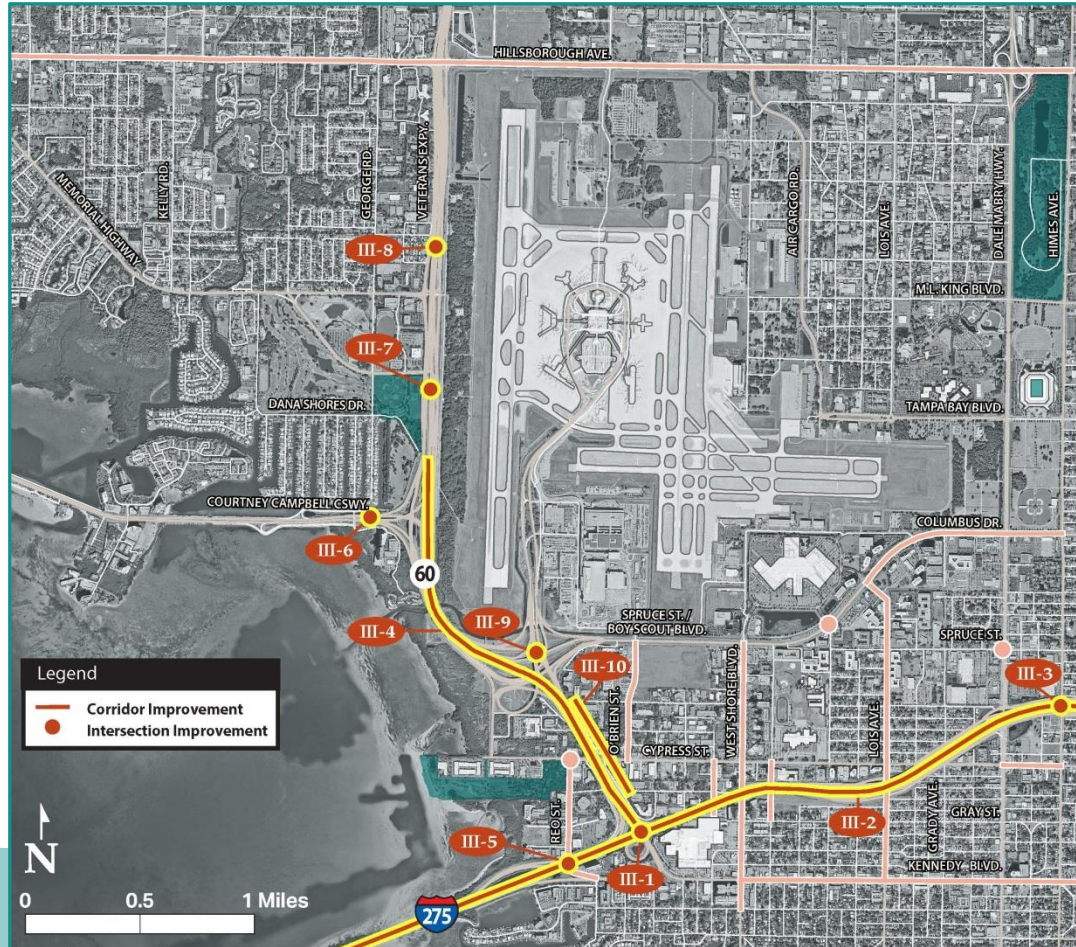 HILLSBOROUGH AVE.
MEMORIAL HIGHWAY
KELLY RD.
GEORGE RD.
VETERANS EXPY.
AIR CARGO RD.
LOIS AVE.
DALE MABRY HWY.
HIMES AVE.
III-8
M.L. KING BLVD.
III-7
DANA SHORES DR.
TAMPA BAY BLVD.
COURTNEY CAMPBELL CSWY.
III-6
COLUMBUS DR.
60
III-4
III-9
SPRUCE ST. /
BOY SCOUT BLVD.
SPRUCE ST.
III-10
O'BRIEN ST.
WEST SHORE BLVD.
LOIS AVE.
III-3
Legend
Corridor Improvement
Intersection Improvement
CYPRESS ST.
REO ST.
GRADY AVE.
GRAY ST.
III-2
III-5
III-1
KENNEDY BLVD.
N
0 0.5 1 Miles
275